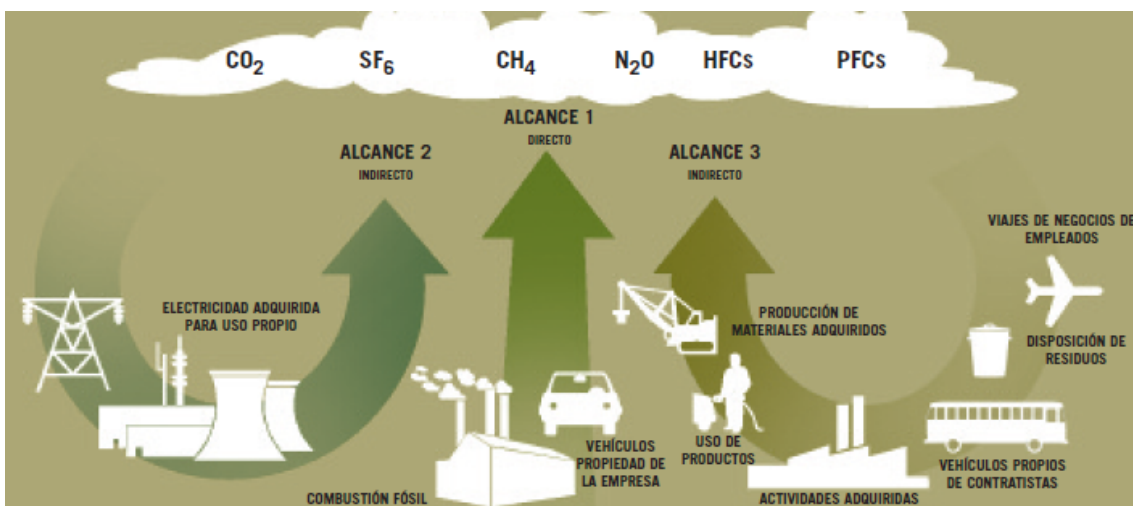 CO2 SF6 CH4 N2O HFCs PFCs
ALCANCE 1
DIRECTO
ALCANCE 2
INDIRECTO
ALCANCE 3
INDIRECTO
ELECTRICIDAD ADQUIRIDA
PARA USO PROPIO
COMBUSTIÓN FÓSIL
VEHÍCULOS
PROPIEDAD DE
LA EMPRESA
PRODUCCIÓN DE
MATERIALES ADQUIRIDOS
USO DE
PRODUCTOS
ACTIVIDADES ADQUIRIDAS
VIAJES DE NEGOCIOS DE
EMPLEADOS
DISPOSICIÓN DE
RESIDUOS
VEHÍCULOS PROPIOS
DE CONTRATISTAS